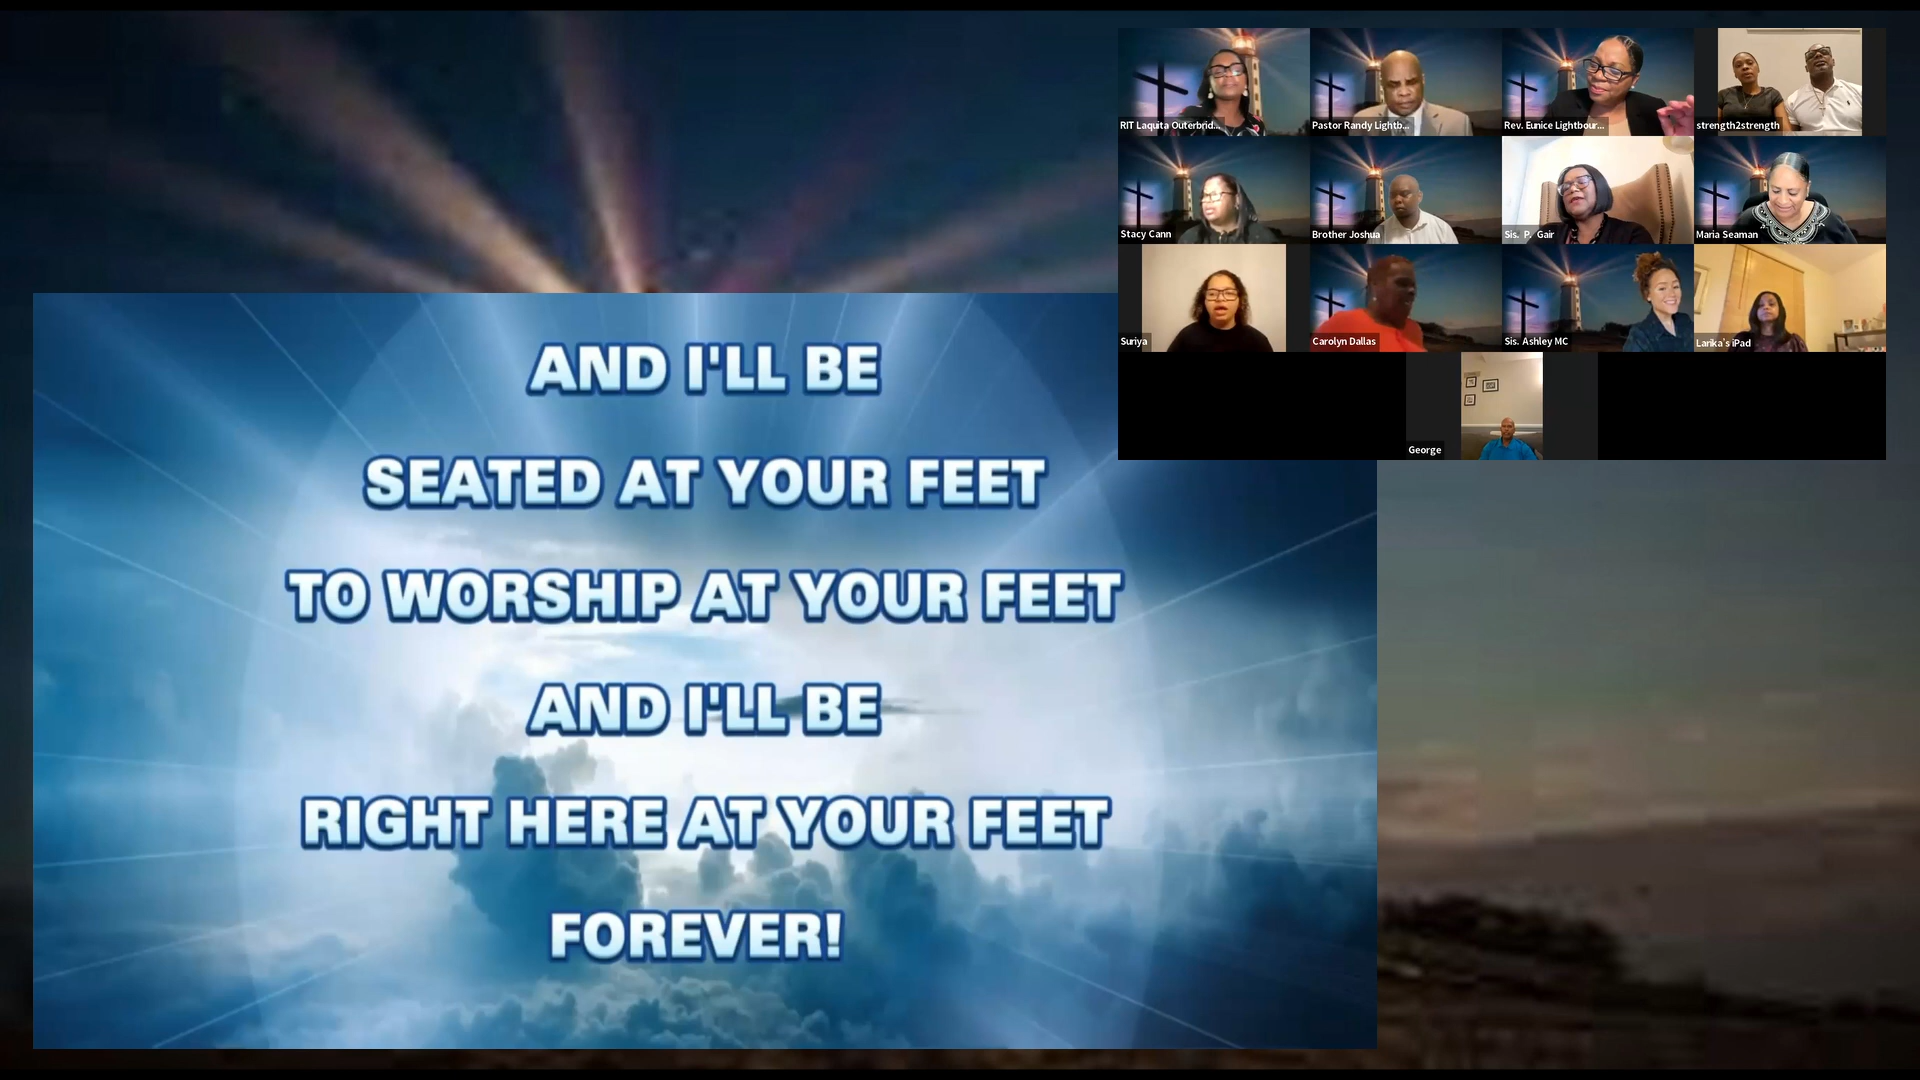 RIT Laquita Outerbrid...
Pastor Randy Lightb...
Rev. Eunice Lightbour...
strength2strength
Stacy Cann
Brother Joshua
Sis. P. Gair
Maria Seaman
Suriya
Carolyn Dallas
Sis. Ashley MC
Larika's iPad
George
AND I'LL BE
SEATED AT YOUR FEET
TO WORSHIP AT YOUR FEET
AND I'LL BE
RIGHT HERE AT YOUR FEET
FOREVER!